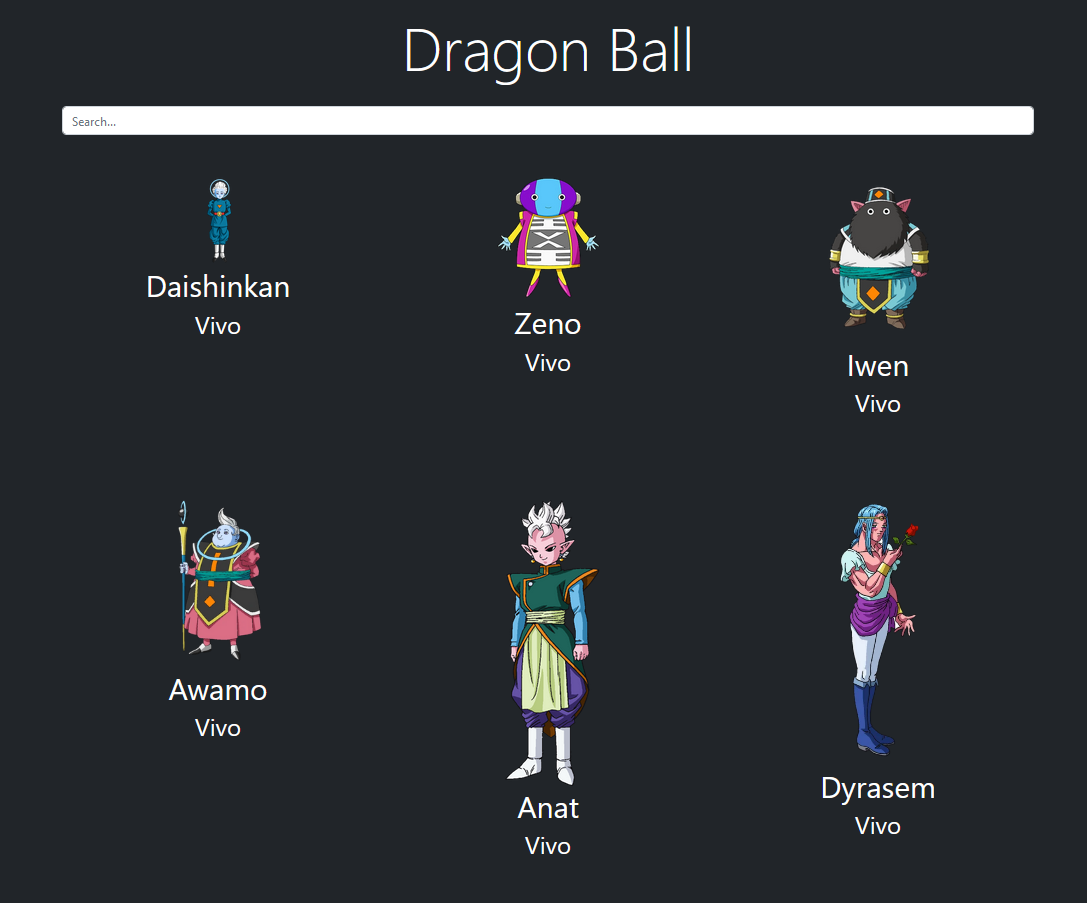 Dragon Ball
Search...
Daishinkan
Vivo
Zeno
Vivo
Iwen
Vivo
Awamo
Vivo
Anat
Vivo
Dyrasem
Vivo